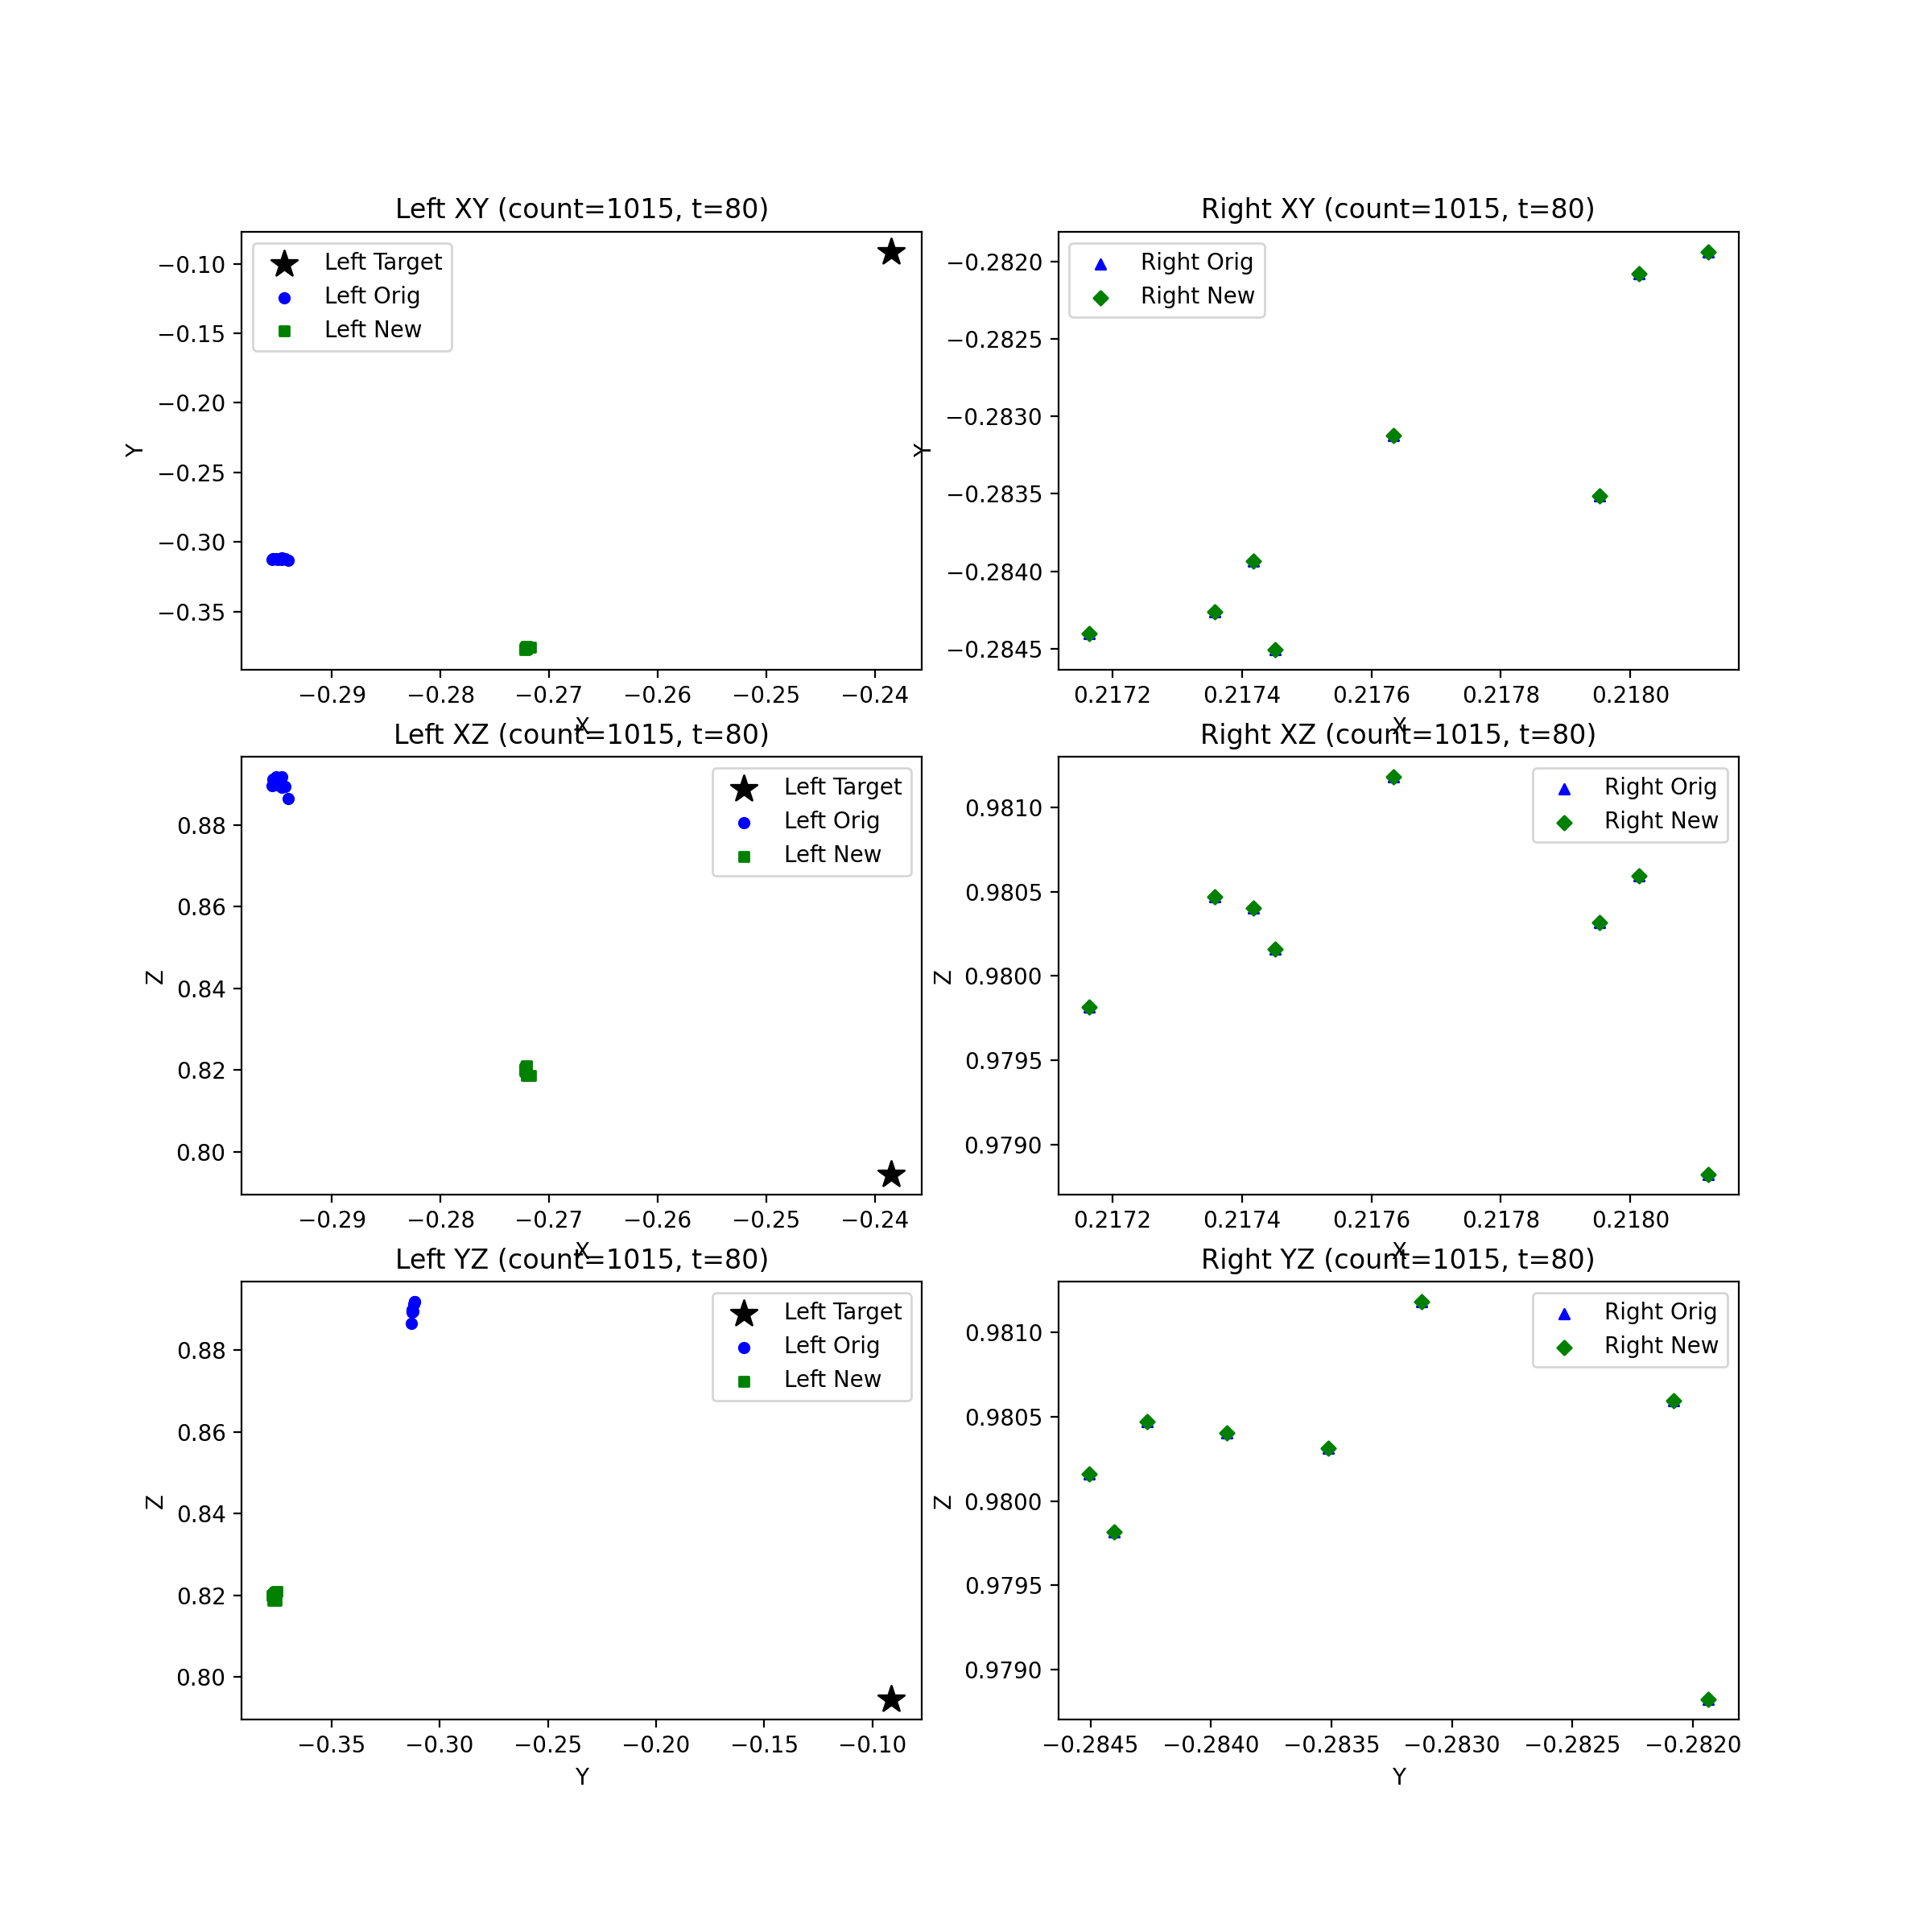 Left XY (count=1015, t=80)
−0.10
−0.15
−0.20
−0.25
−0.30
−0.35
Y
Left Target
Left Orig
Left New
−0.29
−0.28
−0.27
−0.26
−0.25
−0.24
X
Right XY (count=1015, t=80)
−0.2820
−0.2825
−0.2830
−0.2835
−0.2840
−0.2845
Y
Right Orig
Right New
0.2172
0.2174
0.2176
0.2178
0.2180
X
Left XZ (count=1015, t=80)
0.88
0.86
0.84
0.82
0.80
Z
Left Target
Left Orig
Left New
−0.29
−0.28
−0.27
−0.26
−0.25
−0.24
X
Right XZ (count=1015, t=80)
0.9810
0.9805
0.9800
0.9795
0.9790
Z
Right Orig
Right New
0.2172
0.2174
0.2176
0.2178
0.2180
X
Left YZ (count=1015, t=80)
0.88
0.86
0.84
0.82
0.80
Z
Left Target
Left Orig
Left New
−0.35
−0.30
−0.25
−0.20
−0.15
−0.10
Y
Right YZ (count=1015, t=80)
0.9810
0.9805
0.9800
0.9795
0.9790
Z
Right Orig
Right New
−0.2845
−0.2840
−0.2835
−0.2830
−0.2825
−0.2820
Y